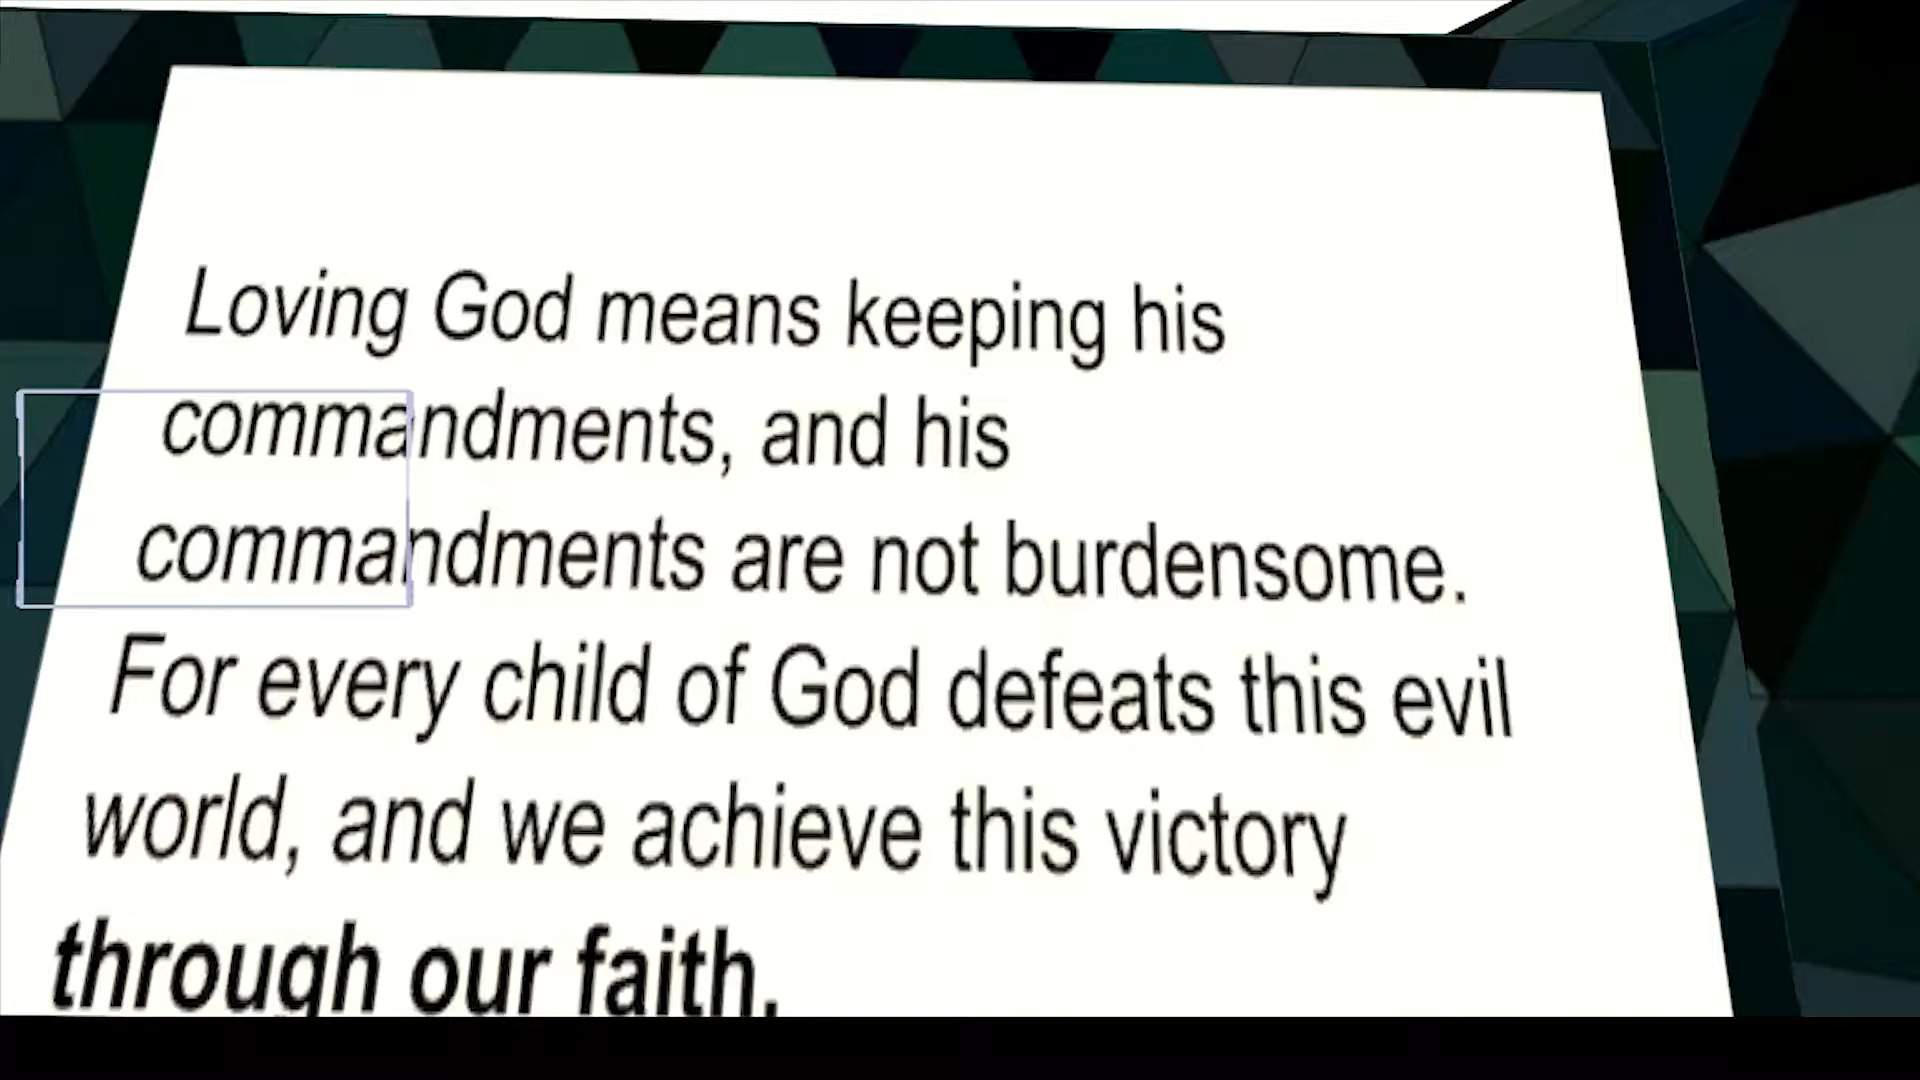 Loving God means keeping his
commandments, and his
commandments are not burdensome.
For every child of God defeats this evil
world, and we achieve this victory
through our faith.